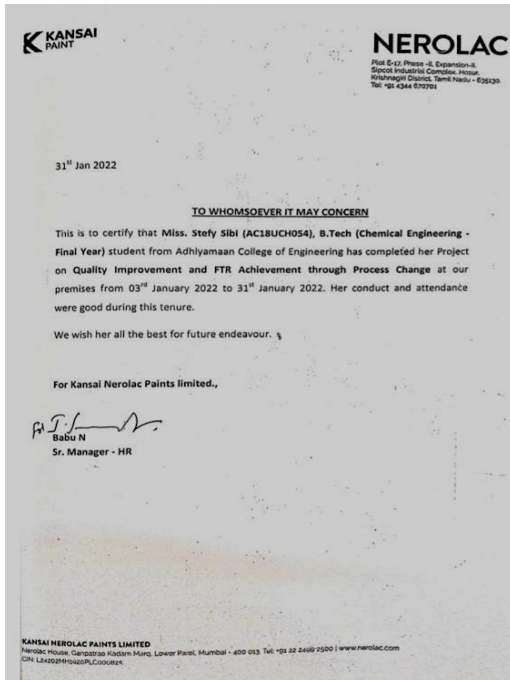 KANSAI
PAINT
NEROLAC
Plot E-17, Phase -II, Expansion-II,
Sipcot Industrial Complex, Hosur,
Krishnagiri District, Tamil Nadu - 635130.
Tel: +91 4344 670701
31st Jan 2022
TO WHOMSOEVER IT MAY CONCERN
This is to certify that Miss. Stefy Sibi (AC18UCH054), B.Tech (Chemical Engineering -
Final Year) student from Adhiyamaan College of Engineering has completed her Project
on Quality Improvement and FTR Achievement through Process Change at our
premises from 03rd January 2022 to 31st January 2022. Her conduct and attendance
were good during this tenure.
We wish her all the best for future endeavour.
For Kansai Nerolac Paints limited.,
Babu N
Sr. Manager - HR
KANSAI NEROLAC PAINTS LIMITED
Nerolac House, Ganpatrao Kadam Marg, Lower Parel, Mumbai - 400 013. Tel: +91 22 2499 2500 | www.nerolac.com
CIN: